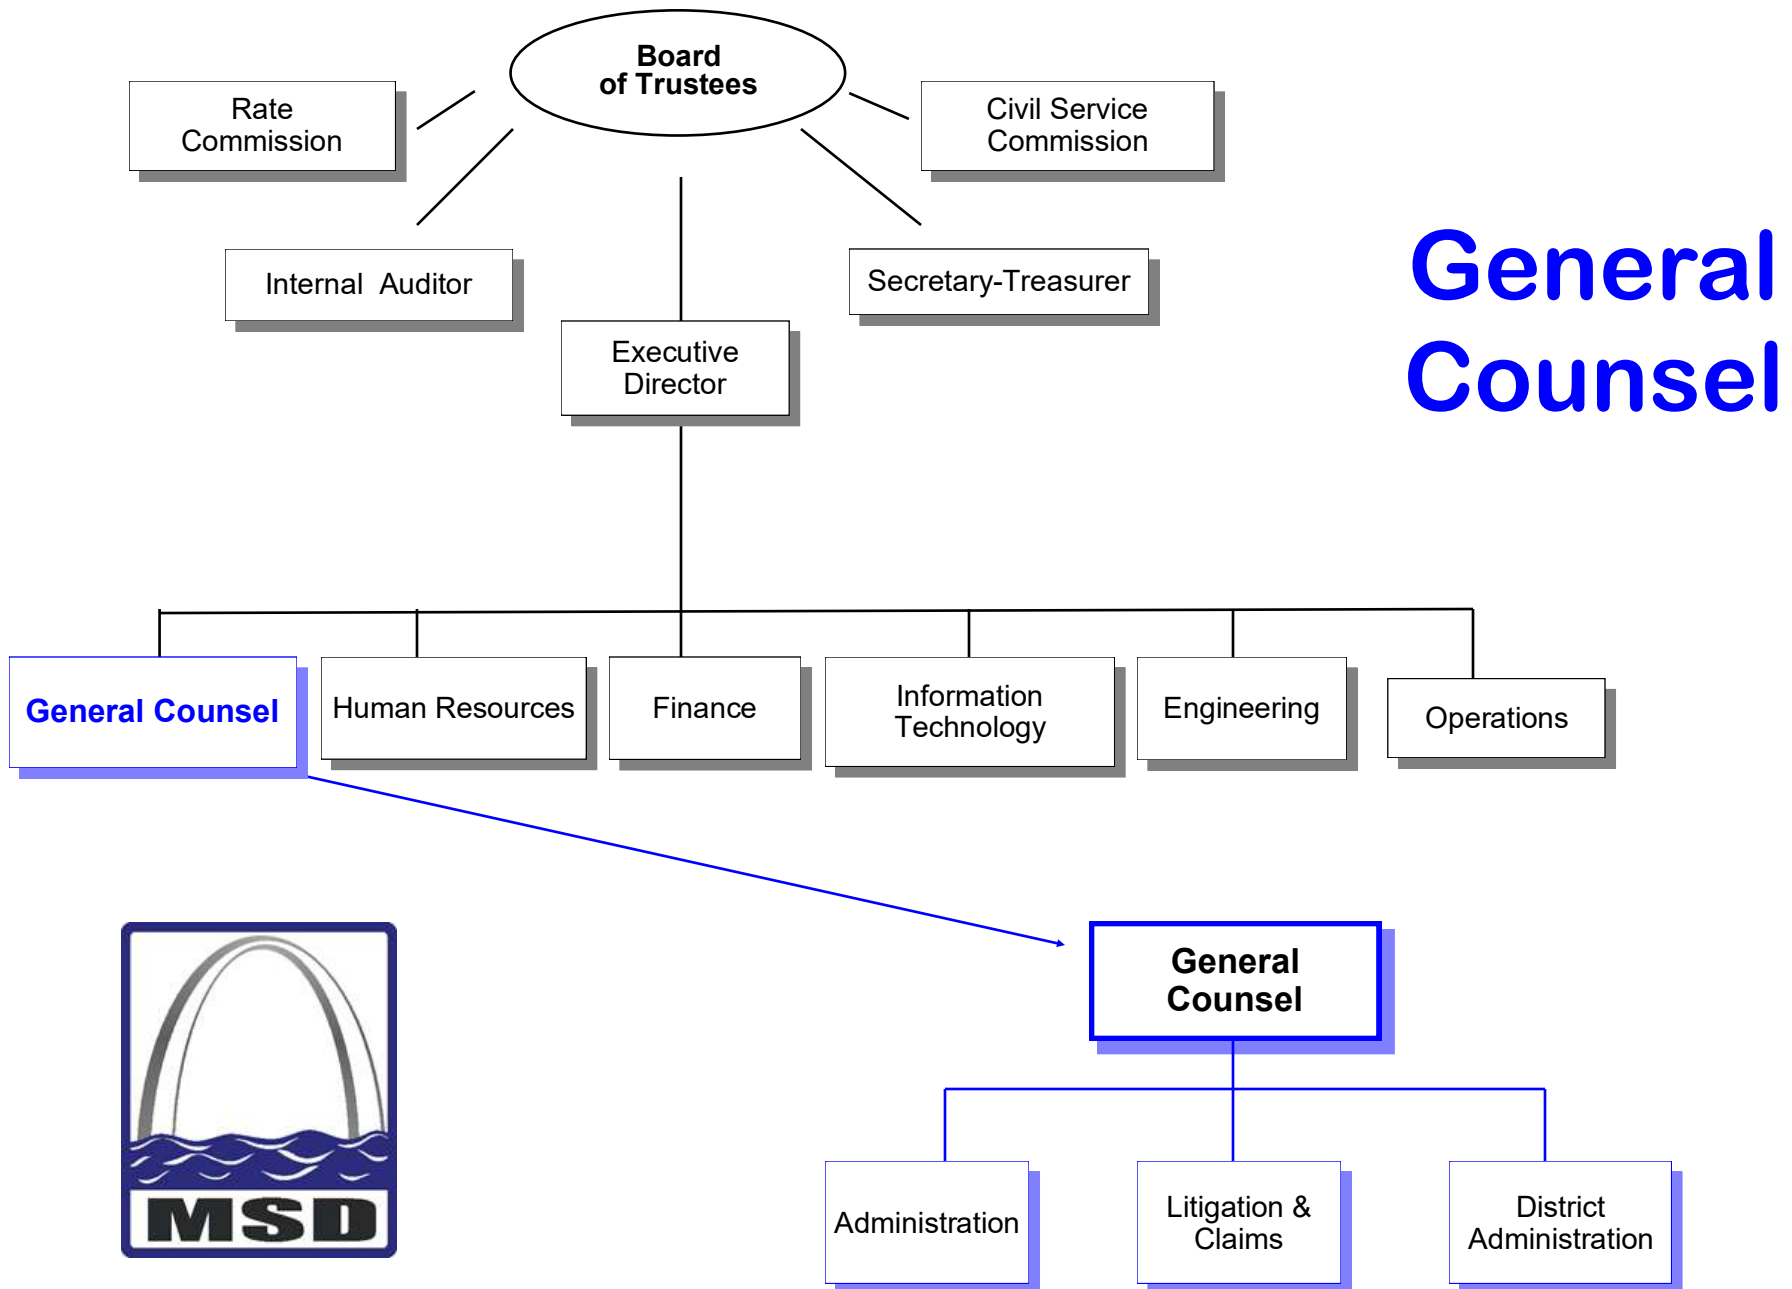 Board
of Trustees
Rate
Commission
Civil Service
Commission
Internal  Auditor
Secretary-Treasurer
General
Counsel
Executive
Director
General Counsel
Human Resources
Finance
Information
Technology
Engineering
Operations
General
Counsel
MSD
Administration
Litigation &
Claims
District
Administration